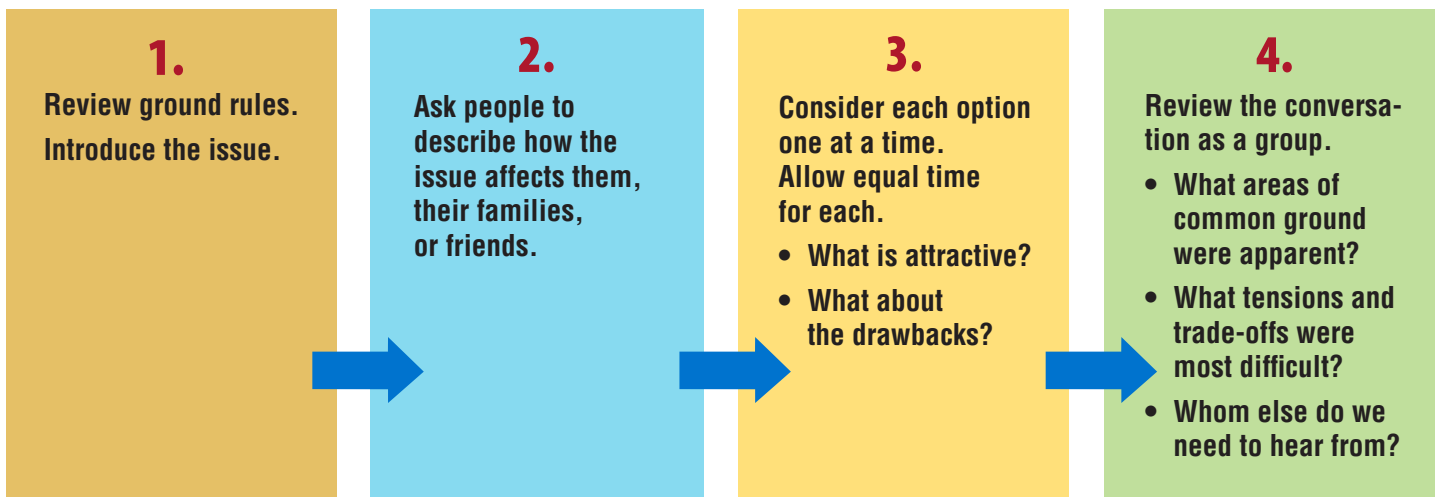 1.
Review ground rules.
Introduce the issue.
2.
Ask people to
describe how the
issue affects them,
their families,
or friends.
3.
Consider each option
one at a time.
Allow equal time
for each.
• What is attractive?
• What about
the drawbacks?
4.
Review the conversa-
tion as a group.
• What areas of
common ground
were apparent?
• What tensions and
trade-offs were
most difficult?
• Whom else do we
need to hear from?